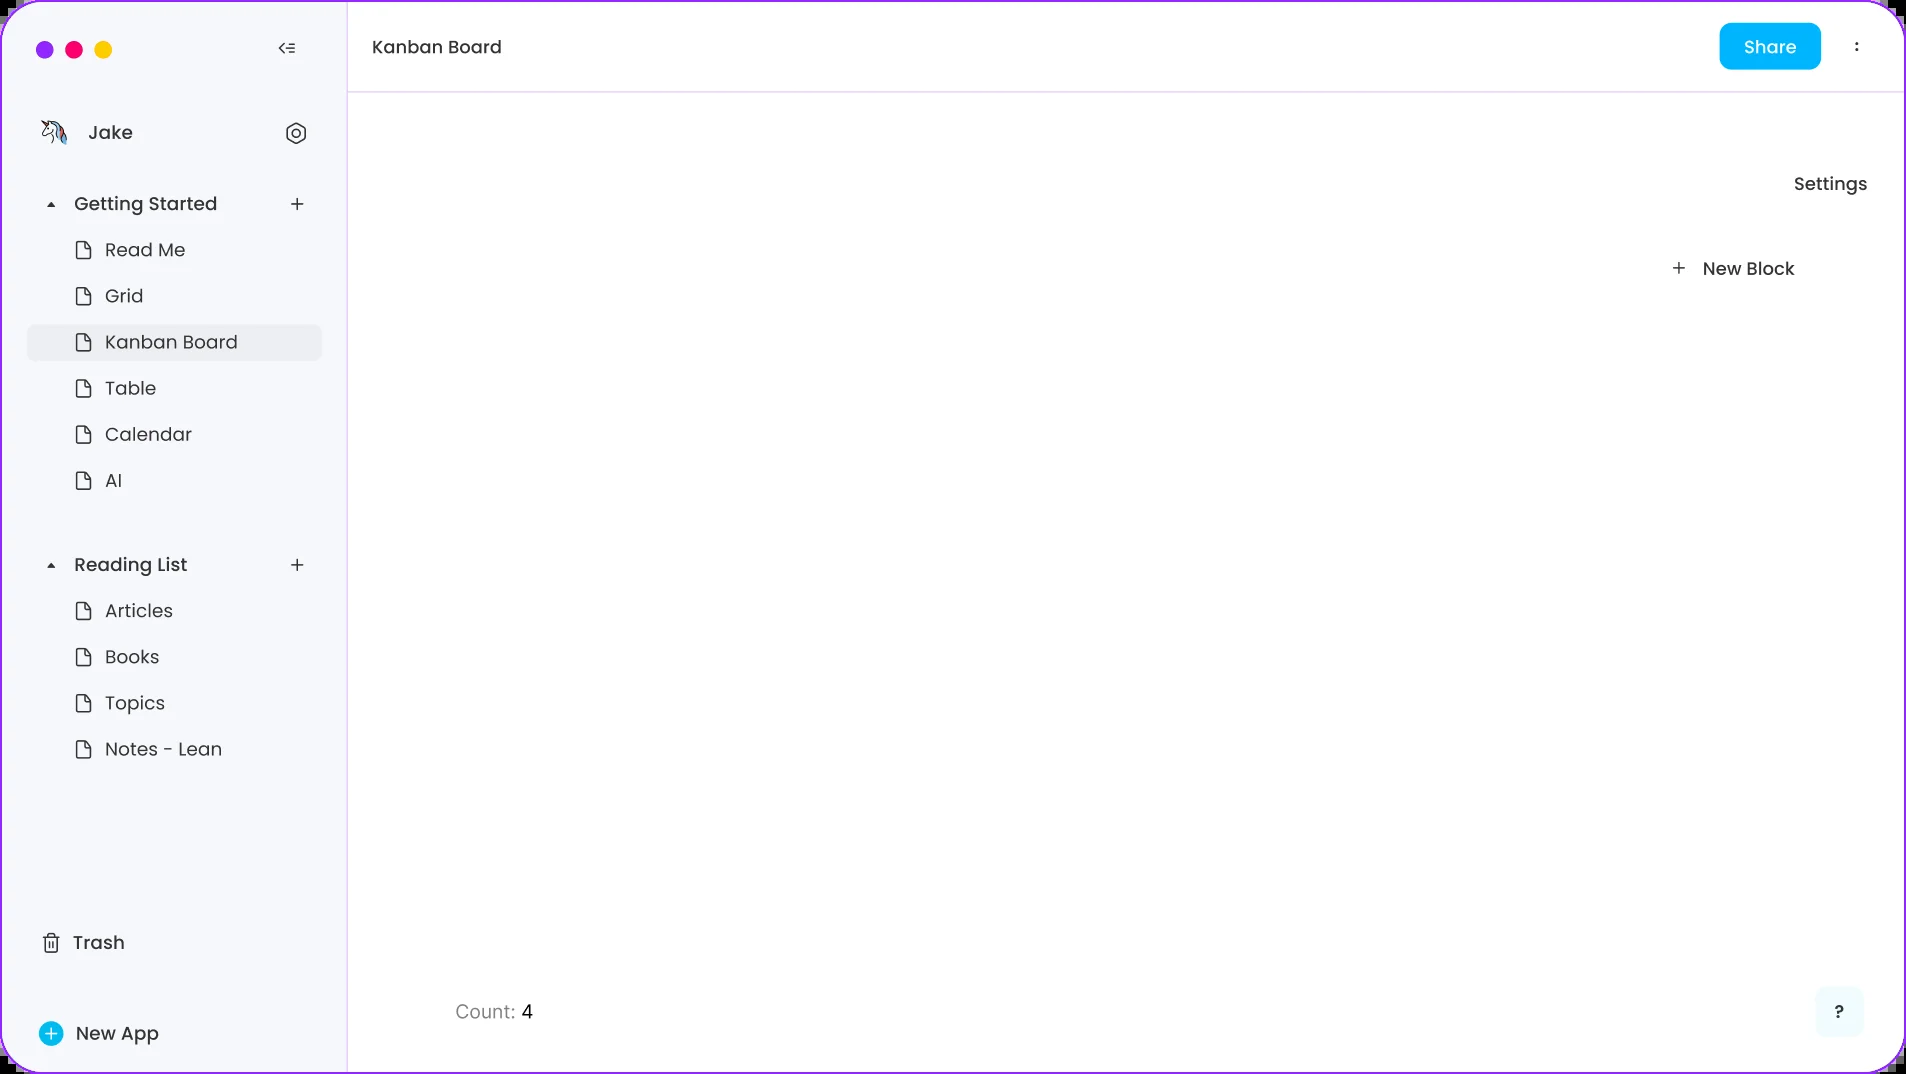 Kanban Board
Share
Jake
Settings
Getting Started
Read Me
New Block
Grid
Kanban Board
Table
Calendar
AI
Reading List
Articles
Books
Topics
Notes - Lean
Trash
Count: 4
?
New App